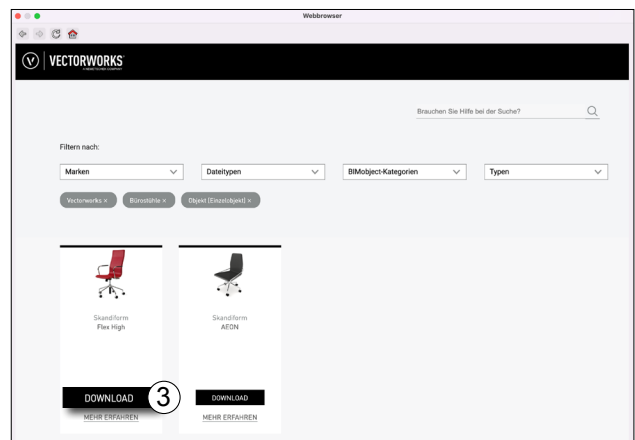 Webbrowser
VECTORWORKS
A NEMETSCHEK COMPANY
Brauchen Sie Hilfe bei der Suche?
Filtern nach:
Marken Dateitypen BIMobject-Kategorien Typen
Vectorworks × Bürostühle × Objekt (Einzelobjekt) ×
Skandiform Skandiform
Flex High AEON
DOWNLOAD 3 DOWNLOAD
MEHR ERFAHREN MEHR ERFAHREN